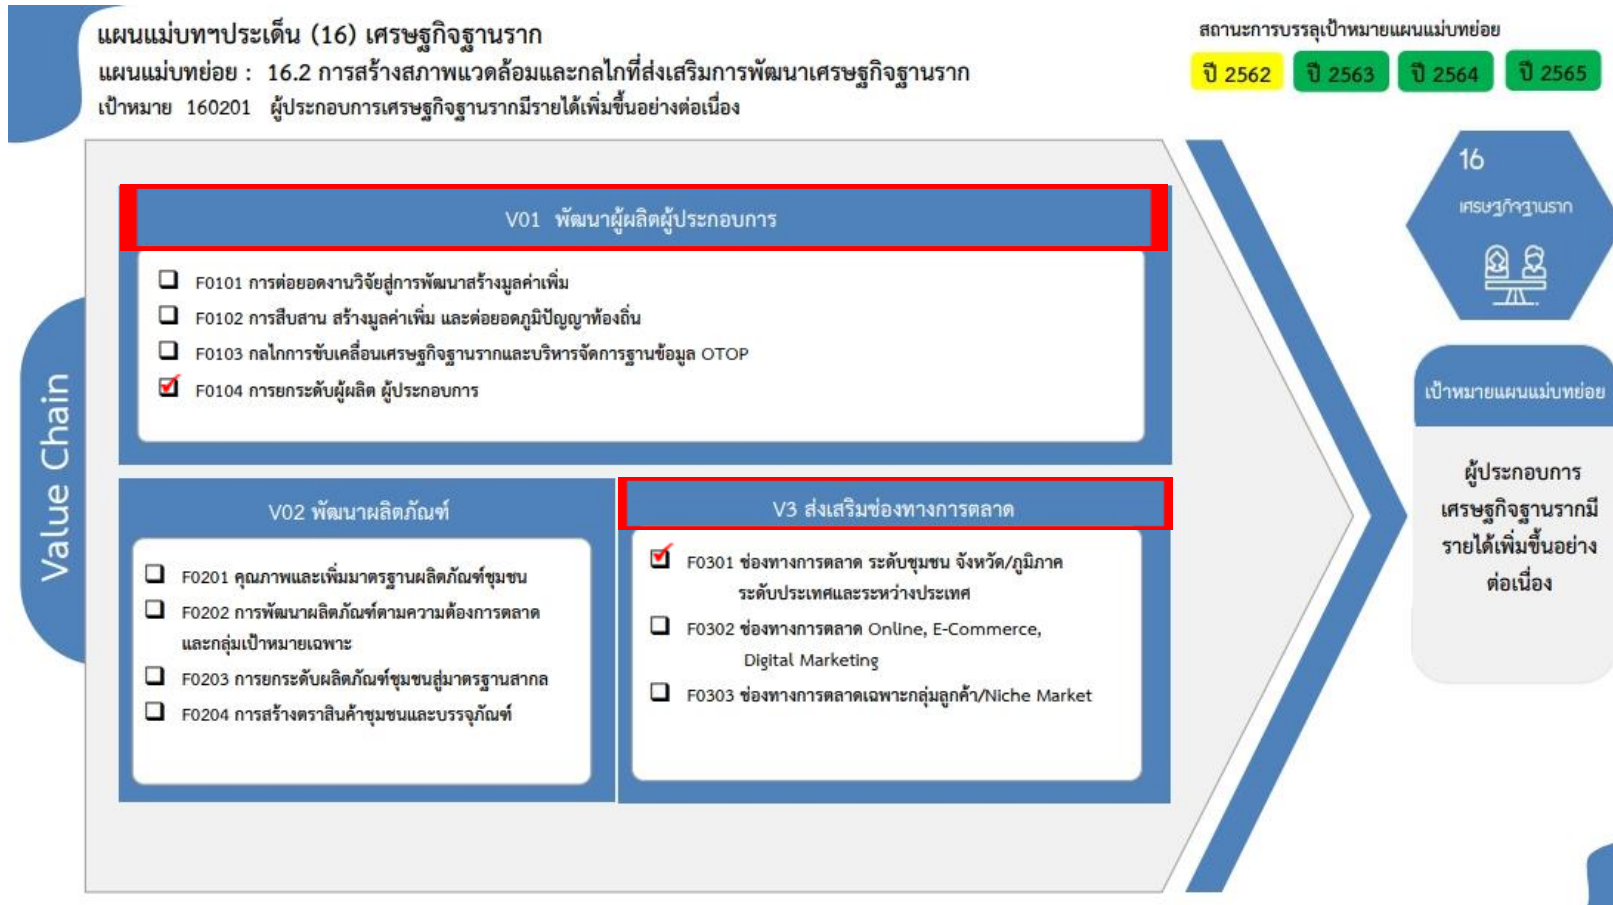 แผนแม่บทฯประเด็น (16) เศรษฐกิจฐานราก
แผนแม่บทย่อย : 16.2 การสร้างสภาพแวดล้อมและกลไกที่ส่งเสริมการพัฒนาเศรษฐกิจฐานราก
เป้าหมาย 160201 ผู้ประกอบการเศรษฐกิจฐานรากมีรายได้เพิ่มขึ้นอย่างต่อเนื่อง
สถานะการบรรลุเป้าหมายแผนแม่บทย่อย
ปี 2562 ปี 2563 ปี 2564 ปี 2565
Value Chain
V01 พัฒนาผู้ผลิตผู้ประกอบการ
F0101 การต่อยอดงานวิจัยสู่การพัฒนาสร้างมูลค่าเพิ่ม
F0102 การสืบสาน สร้างมูลค่าเพิ่ม และต่อยอดภูมิปัญญาท้องถิ่น
F0103 กลไกการขับเคลื่อนเศรษฐกิจฐานรากและบริหารจัดการฐานข้อมูล OTOP
F0104 การยกระดับผู้ผลิต ผู้ประกอบการ
V02 พัฒนาผลิตภัณฑ์
F0201 คุณภาพและเพิ่มมาตรฐานผลิตภัณฑ์ชุมชน
F0202 การพัฒนาผลิตภัณฑ์ตามความต้องการตลาด
และกลุ่มเป้าหมายเฉพาะ
F0203 การยกระดับผลิตภัณฑ์ชุมชนสู่มาตรฐานสากล
F0204 การสร้างตราสินค้าชุมชนและบรรจุภัณฑ์
V3 ส่งเสริมช่องทางการตลาด
F0301 ช่องทางการตลาด ระดับชุมชน จังหวัด/ภูมิภาค
ระดับประเทศและระหว่างประเทศ
F0302 ช่องทางการตลาด Online, E-Commerce,
Digital Marketing
F0303 ช่องทางการตลาดเฉพาะกลุ่มลูกค้า/Niche Market
16
เศรษฐกิจฐานราก
เป้าหมายแผนแม่บทย่อย
ผู้ประกอบการ
เศรษฐกิจฐานรากมี
รายได้เพิ่มขึ้นอย่าง
ต่อเนื่อง